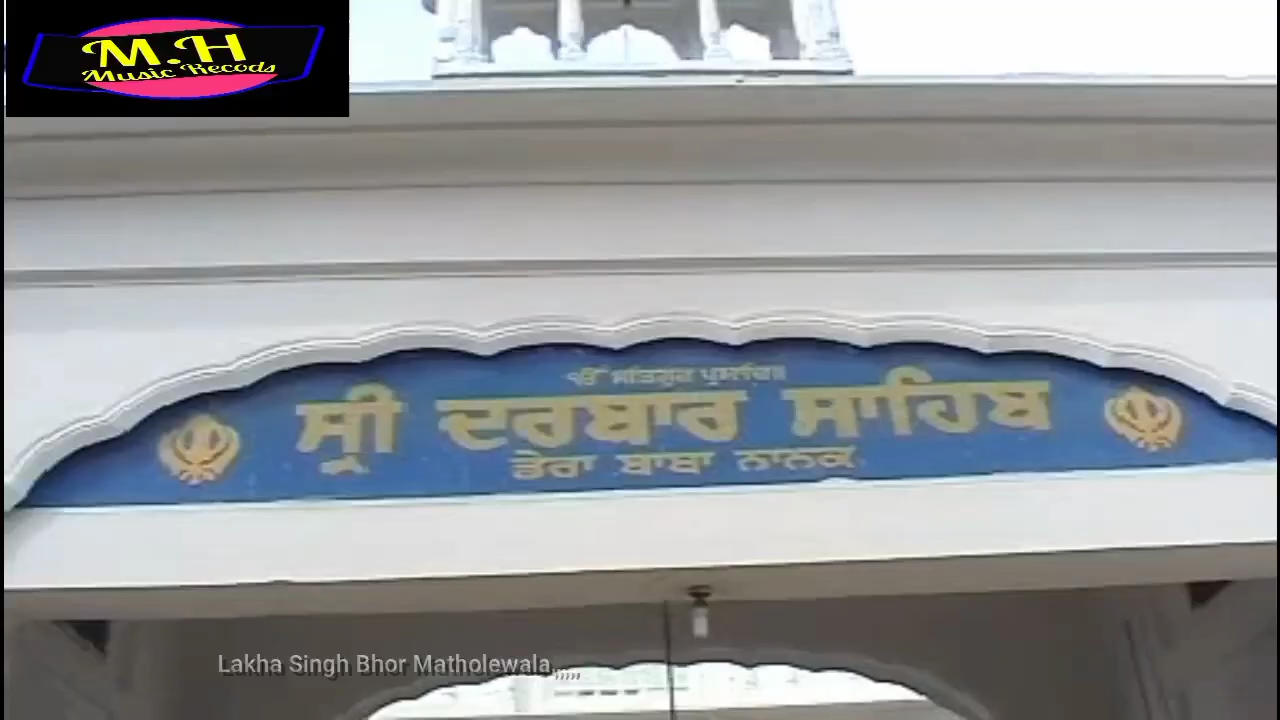 M.H
Music Recods
ੴ ਸਤਿਗੁਰ ਪ੍ਰਸਾਦਿ॥
ਸ੍ਰੀ ਦਰਬਾਰ ਸਾਹਿਬ
ਡੇਰਾ ਬਾਬਾ ਨਾਨਕ
Lakha Singh Bhor Matholewala,,,,,